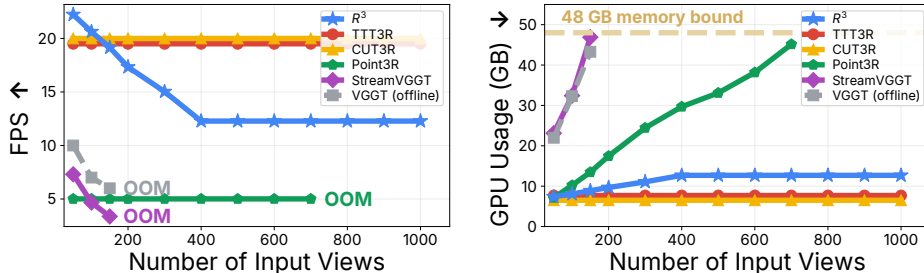 FPS ↑
20
15
10
5
R³
TTT3R
CUT3R
Point3R
StreamVGGT
VGGT (offline)
OOM
OOM
OOM
200 400 600 800 1000
Number of Input Views
GPU Usage (GB) ↓
50
40
30
20
10
0
48 GB memory bound
R³
TTT3R
CUT3R
Point3R
StreamVGGT
VGGT (offline)
200 400 600 800 1000
Number of Input Views